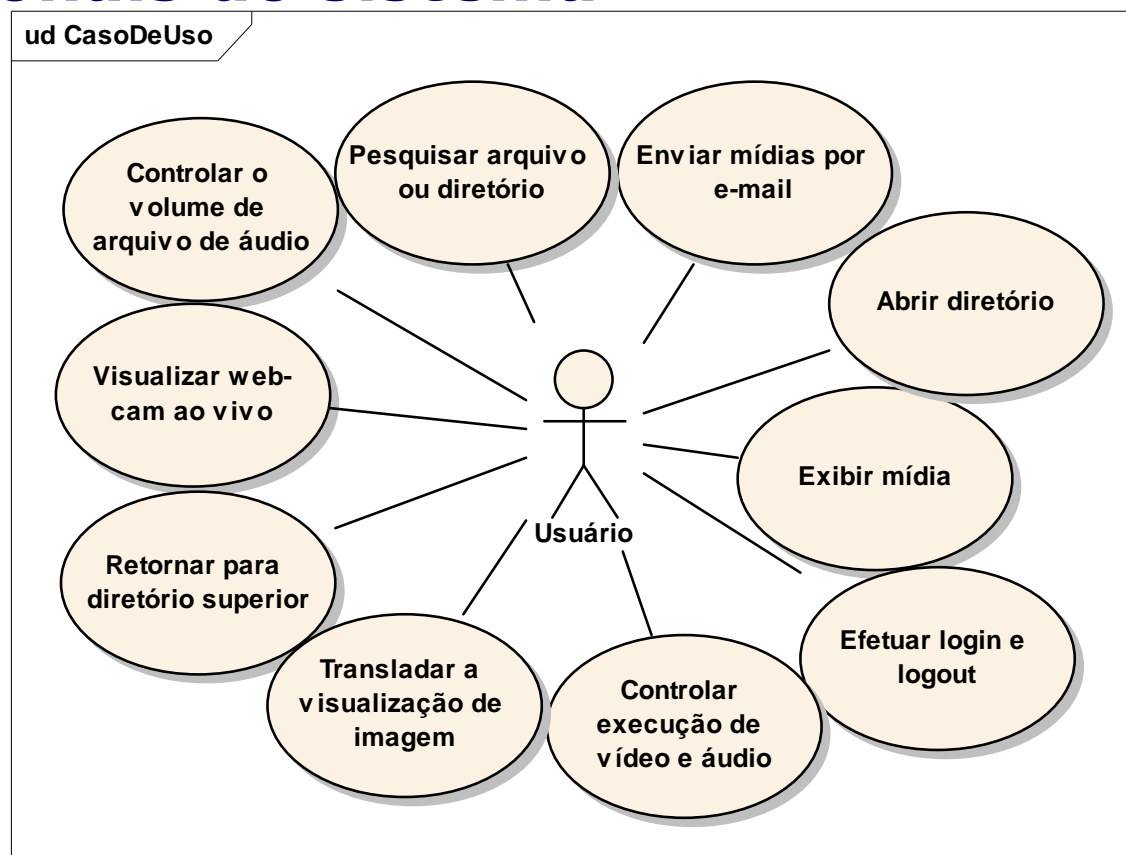 ud CasoDeUso
Controlar o
volume de
arquivo de áudio
Pesquisar arquivo
ou diretório
Enviar mídias por
e-mail
Abrir diretório
Visualizar web-
cam ao vivo
Exibir mídia
Usuário
Retornar para
diretório superior
Efetuar login e
logout
Transladar a
visualização de
imagem
Controlar
execução de
vídeo e áudio